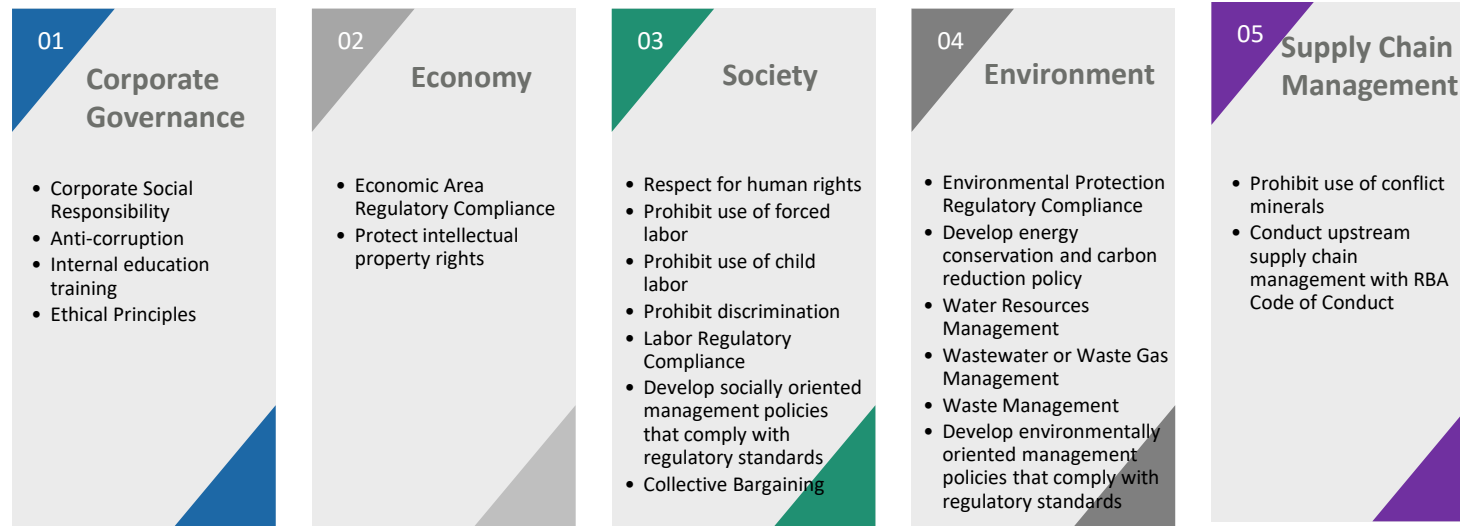 01
Corporate
Governance
• Corporate Social
Responsibility
• Anti-corruption
• Internal education
training
• Ethical Principles
02
Economy
• Economic Area
Regulatory Compliance
• Protect intellectual
property rights
03
Society
• Respect for human rights
• Prohibit use of forced
labor
• Prohibit use of child
labor
• Prohibit discrimination
• Labor Regulatory
Compliance
• Develop socially oriented
management policies
that comply with
regulatory standards
• Collective Bargaining
04
Environment
• Environmental Protection
Regulatory Compliance
• Develop energy
conservation and carbon
reduction policy
• Water Resources
Management
• Wastewater or Waste Gas
Management
• Waste Management
• Develop environmentally
oriented management
policies that comply with
regulatory standards
05
Supply Chain
Management
• Prohibit use of conflict
minerals
• Conduct upstream
supply chain
management with RBA
Code of Conduct